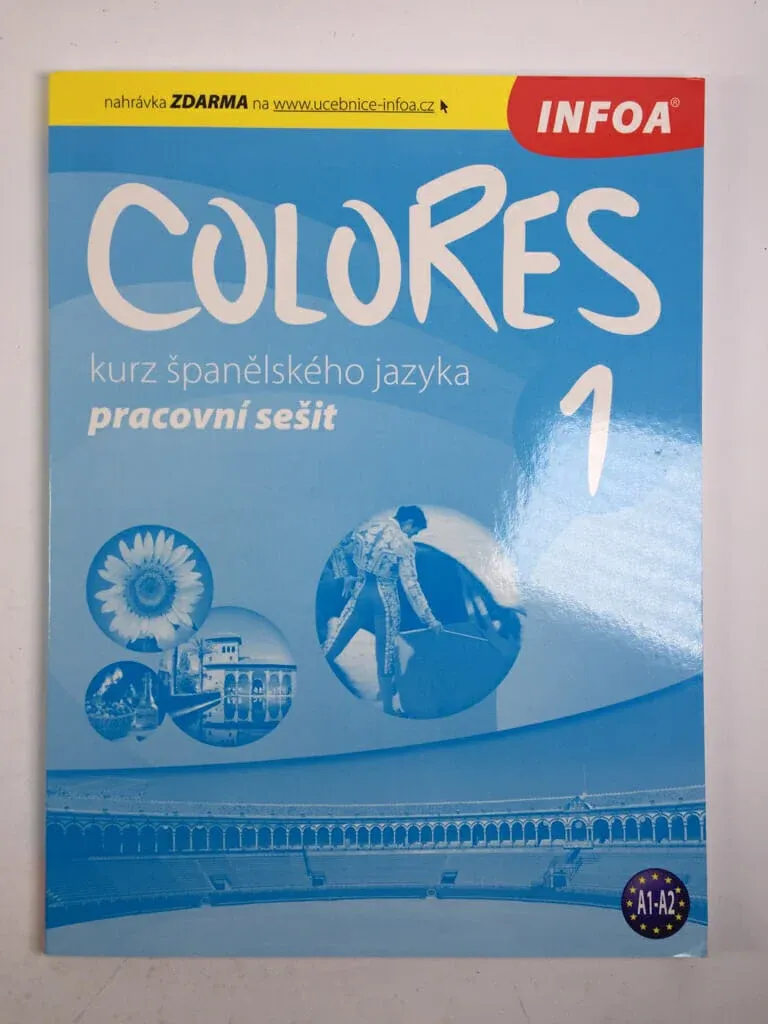 nahrávka ZDARMA na www.ucebnice-infoa.cz
INFOA®
COLORES
kurz španělského jazyka
pracovní sešit
1
A1-A2